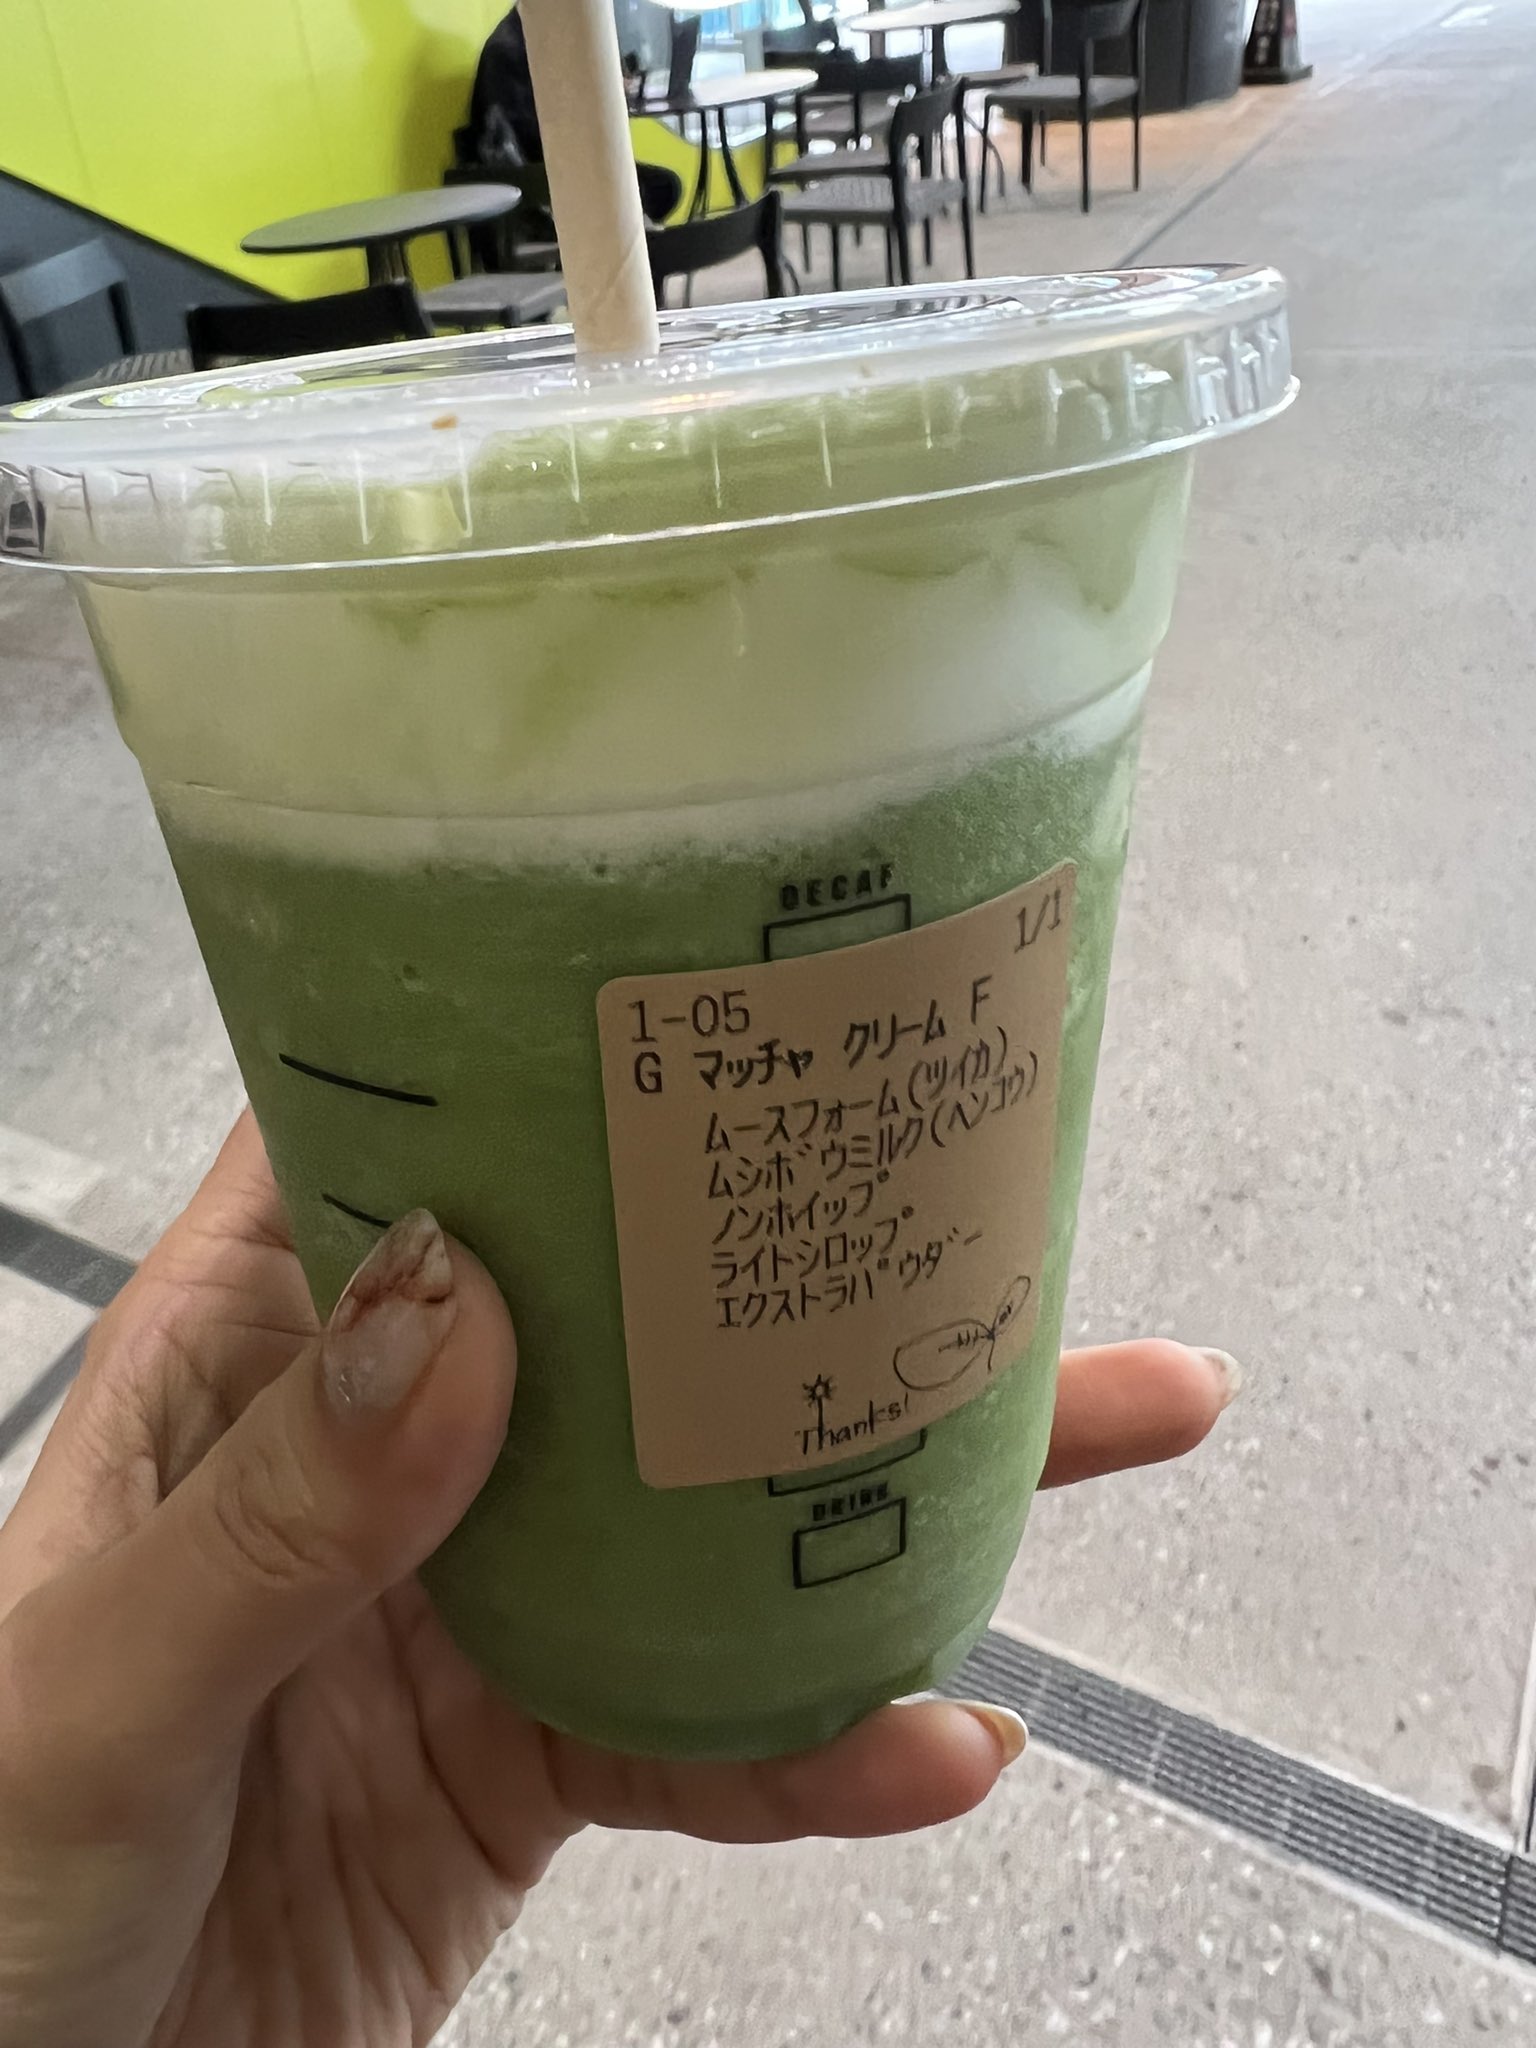 DECAF
1/1
1-05
G マッチャ クリーム F
ムースフォーム(ツイカ)
ムシボウミルク(ヘンコウ)
ノンホイップ
ライトシロップ
エクストラパウダー
Thanks!
DRINK